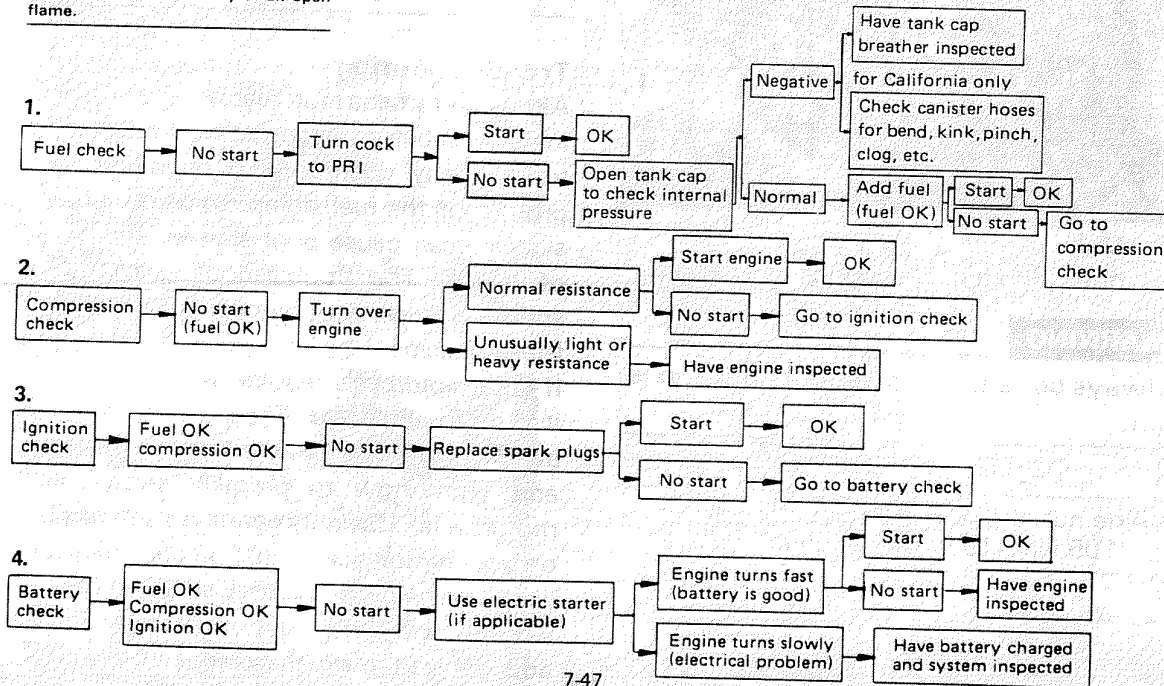 open
flame.
1.
Fuel check
No start
Turn cock
to PRI
Start
OK
No start
Open tank cap
to check internal
pressure
Negative
Have tank cap
breather inspected
for California only
Check canister hoses
for bend, kink, pinch,
clog, etc.
Normal
Add fuel
(fuel OK)
Start
OK
No start
Go to
compression
check
2.
Compression
check
No start
(fuel OK)
Turn over
engine
Normal resistance
Start engine
OK
No start
Go to ignition check
Unusually light or
heavy resistance
Have engine inspected
3.
Ignition
check
Fuel OK
compression OK
No start
Replace spark plugs
Start
OK
No start
Go to battery check
4.
Battery
check
Fuel OK
Compression OK
Ignition OK
No start
Use electric starter
(if applicable)
Engine turns fast
(battery is good)
Start
OK
No start
Have engine
inspected
Engine turns slowly
(electrical problem)
Have battery charged
and system inspected
7-47